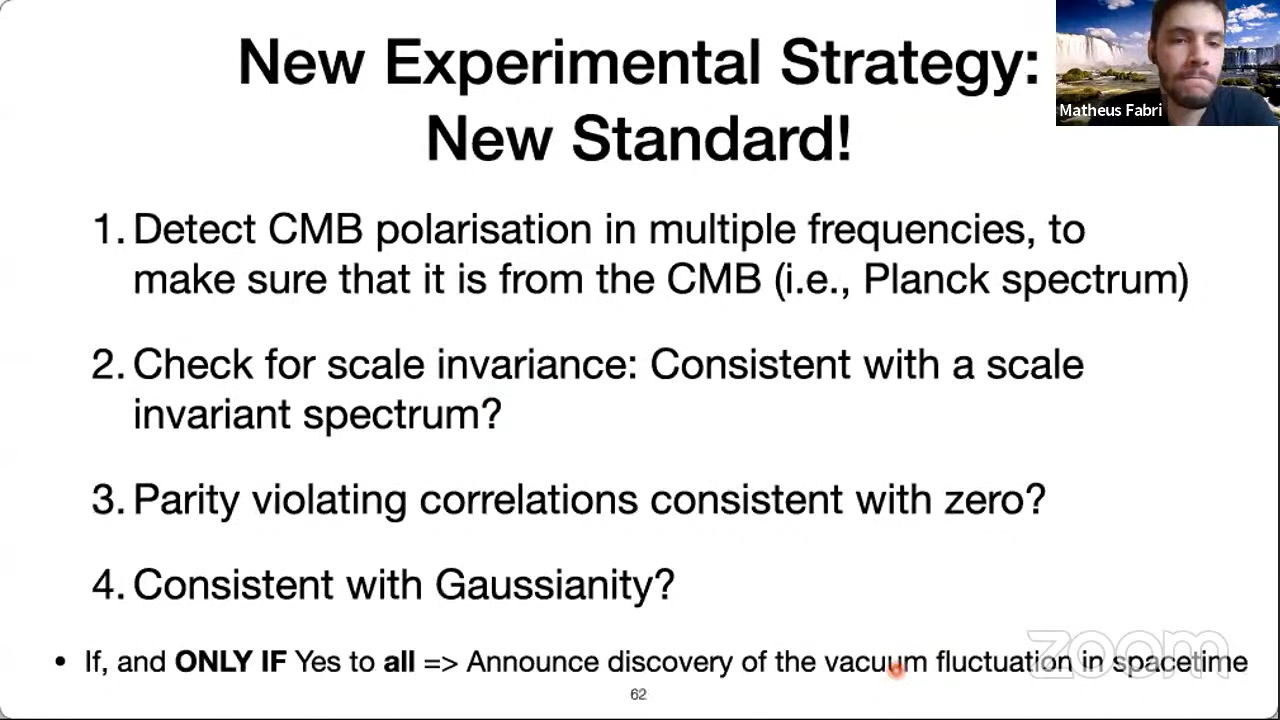 New Experimental Strategy:
New Standard!
Matheus Fabri
1. Detect CMB polarisation in multiple frequencies, to
make sure that it is from the CMB (i.e., Planck spectrum)
2. Check for scale invariance: Consistent with a scale
invariant spectrum?
3. Parity violating correlations consistent with zero?
4. Consistent with Gaussianity?
• If, and ONLY IF Yes to all => Announce discovery of the vacuum fluctuation in spacetime
zoom
62